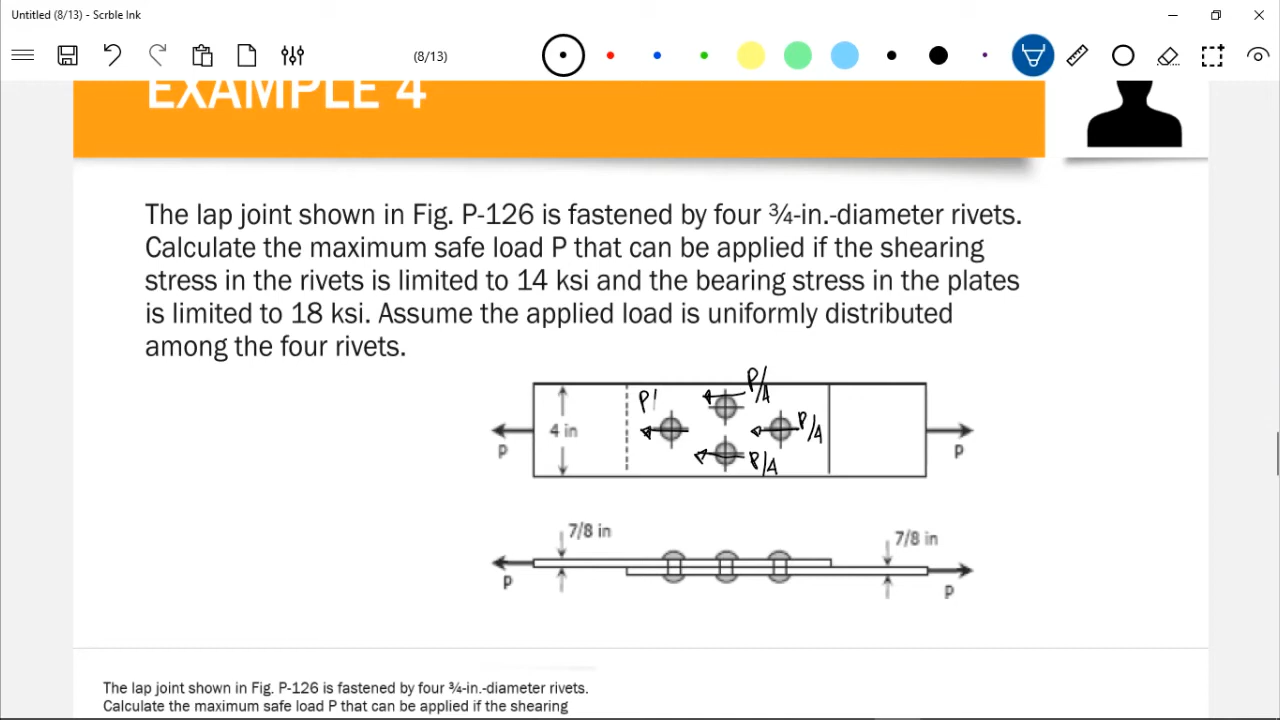 Untitled (8/13) - Scrble Ink
(8/13)
EXAMPLE 4
The lap joint shown in Fig. P-126 is fastened by four ¾-in.-diameter rivets.
Calculate the maximum safe load P that can be applied if the shearing
stress in the rivets is limited to 14 ksi and the bearing stress in the plates
is limited to 18 ksi. Assume the applied load is uniformly distributed
among the four rivets.
P/4
P
4 in
P/4
P
P/4
P
7/8 in
7/8 in
P
P
The lap joint shown in Fig. P-126 is fastened by four ¾-in.-diameter rivets.
Calculate the maximum safe load P that can be applied if the shearing